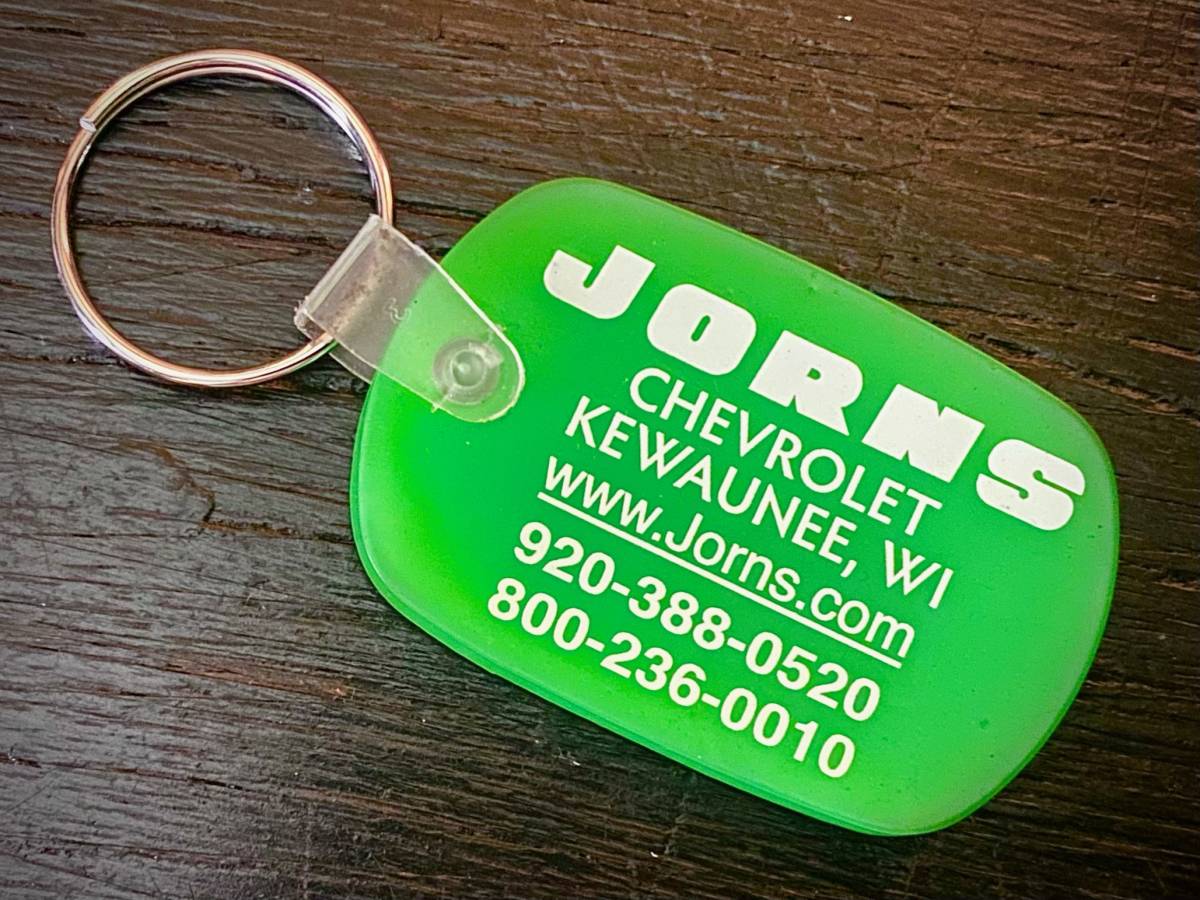 JORNS
CHEVROLET
KEWAUNEE, WI
www.Jorns.com
920-388-0520
800-236-0010